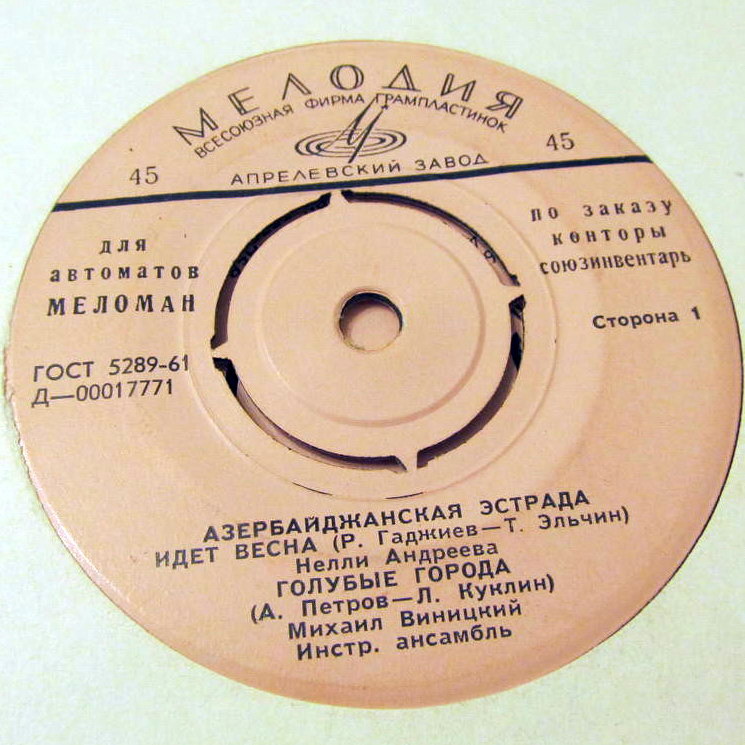 МЕЛОДИЯ
ВСЕСОЮЗНАЯ ФИРМА ГРАМПЛАСТИНОК
45
45
АПРЕЛЕВСКИЙ ЗАВОД
для
автоматов
МЕЛОМАН
по заказу
конторы
союзинвентарь
ГОСТ 5289-61
Д—00017771
Сторона 1
АЗЕРБАЙДЖАНСКАЯ ЭСТРАДА
ИДЕТ ВЕСНА (Р. Гаджиев—Т. Эльчин)
Нелли Андреева
ГОЛУБЫЕ ГОРОДА
(А. Петров—Л. Куклин)
Михаил Виницкий
Инстр. ансамбль